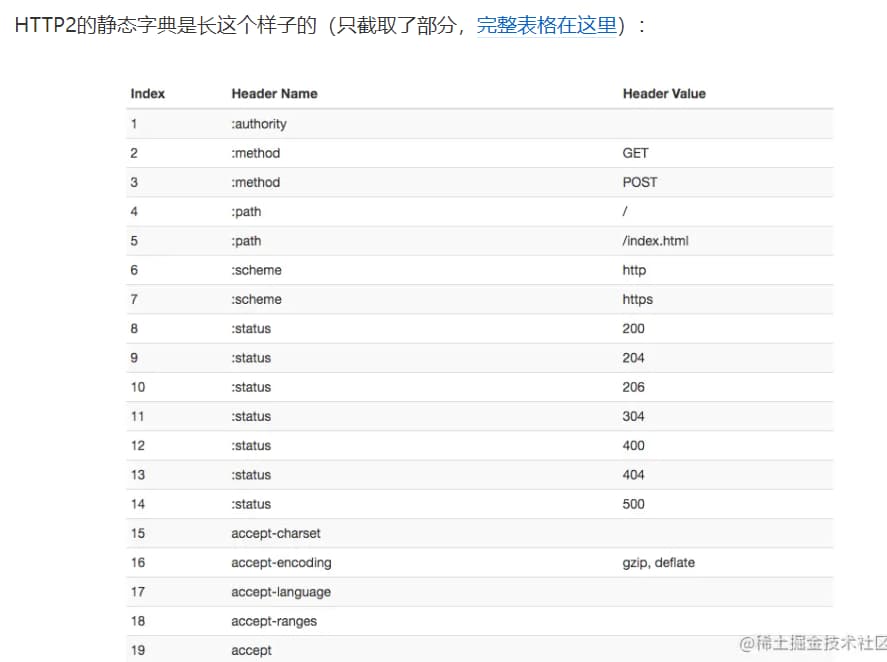 HTTP2的静态字典是长这个样子的（只截取了部分，完整表格在这里）：
Index Header Name Header Value
1 :authority
2 :method GET
3 :method POST
4 :path /
5 :path /index.html
6 :scheme http
7 :scheme https
8 :status 200
9 :status 204
10 :status 206
11 :status 304
12 :status 400
13 :status 404
14 :status 500
15 accept-charset
16 accept-encoding gzip, deflate
17 accept-language
18 accept-ranges
19 accept
@稀土掘金技术社区